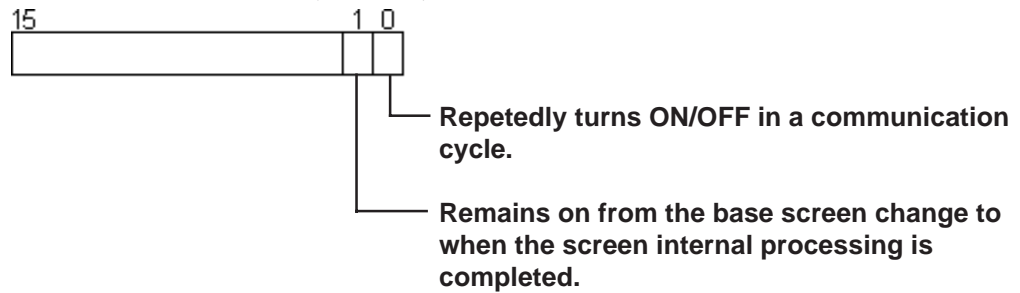 15 1 0
Repetedly turns ON/OFF in a communication
cycle.
Remains on from the base screen change to
when the screen internal processing is
completed.